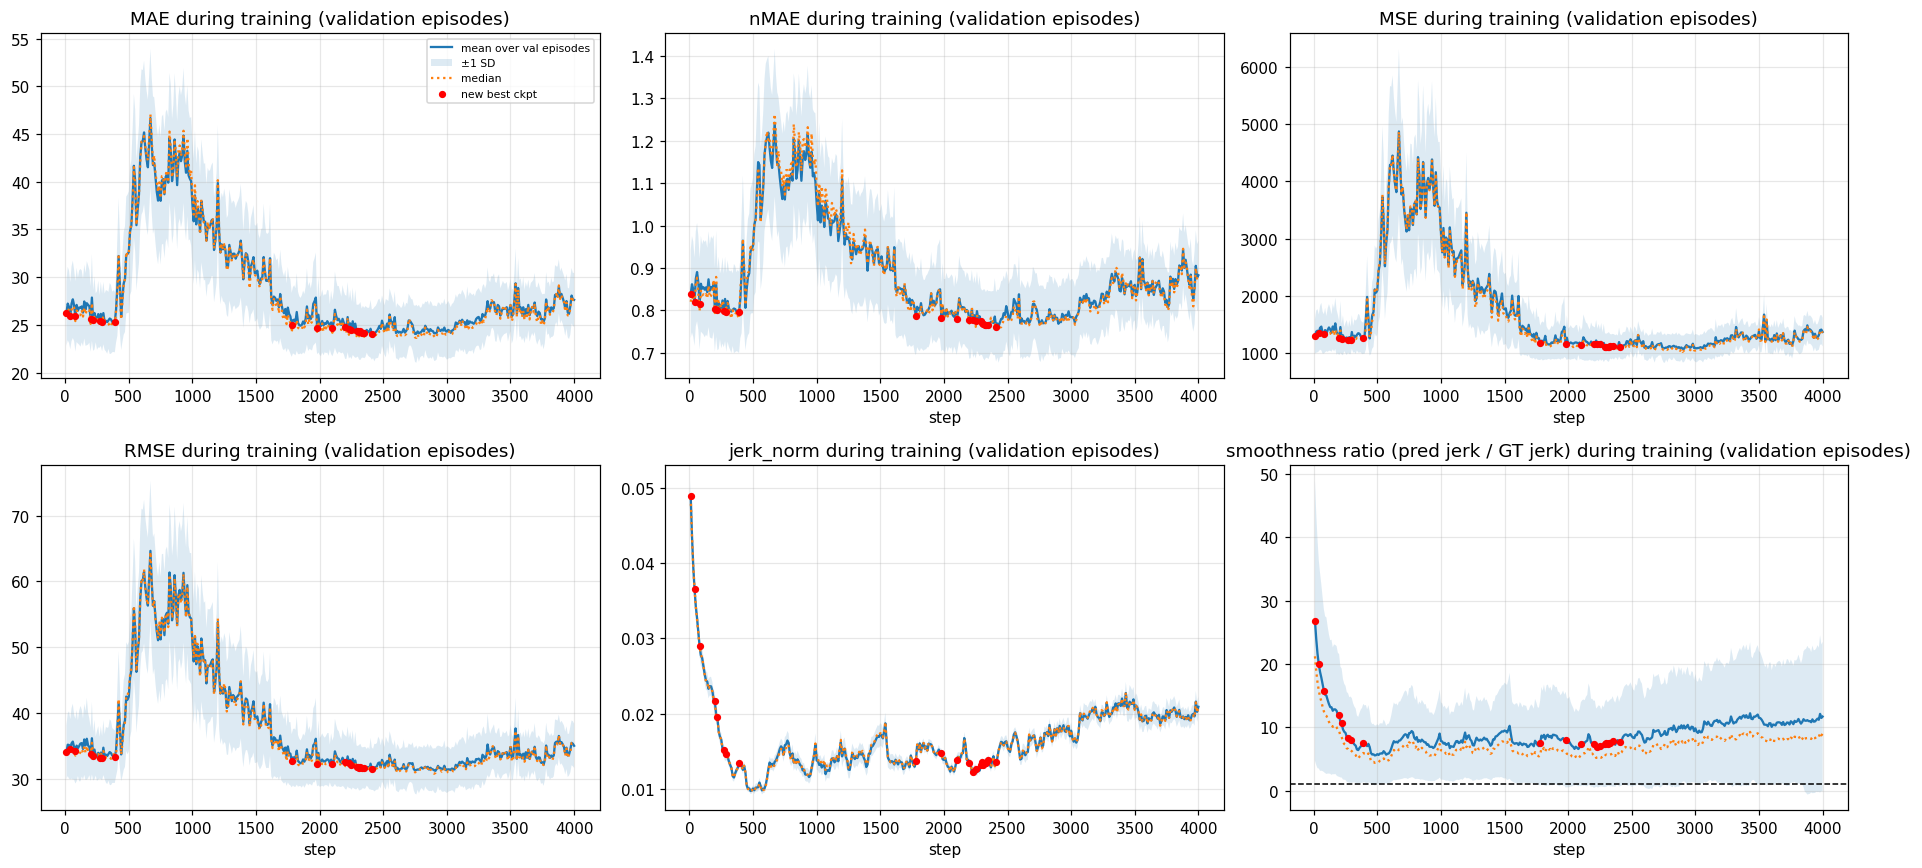 MAE during training (validation episodes)
55
50
45
40
35
30
25
20
0 500 1000 1500 2000 2500 3000 3500 4000
step
mean over val episodes
±1 SD
median
new best ckpt
nMAE during training (validation episodes)
1.4
1.3
1.2
1.1
1.0
0.9
0.8
0.7
0 500 1000 1500 2000 2500 3000 3500 4000
step
MSE during training (validation episodes)
6000
5000
4000
3000
2000
1000
0 500 1000 1500 2000 2500 3000 3500 4000
step
RMSE during training (validation episodes)
70
60
50
40
30
0 500 1000 1500 2000 2500 3000 3500 4000
step
jerk_norm during training (validation episodes)
0.05
0.04
0.03
0.02
0.01
0 500 1000 1500 2000 2500 3000 3500 4000
step
smoothness ratio (pred jerk / GT jerk) during training (validation episodes)
50
40
30
20
10
0
0 500 1000 1500 2000 2500 3000 3500 4000
step